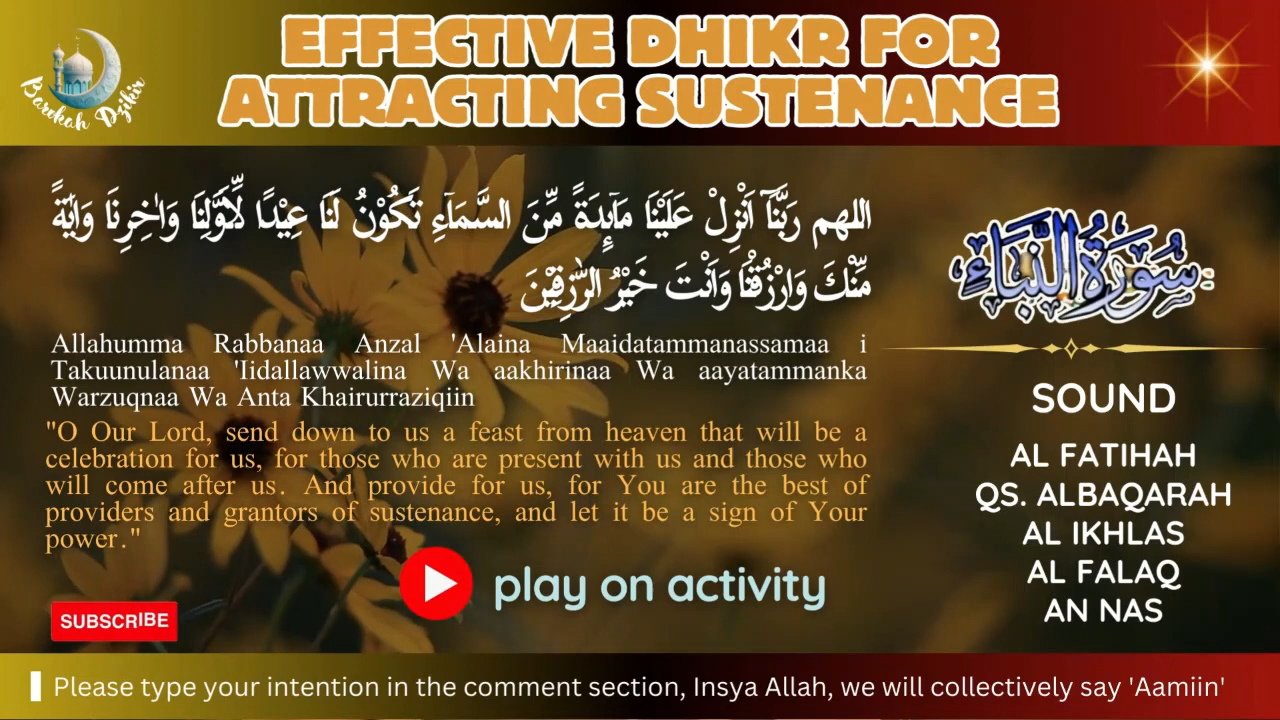 Barokah Dzikir
EFFECTIVE DHIKR FOR
ATTRACTING SUSTENANCE
اللهم رَبَّنَآ اَنْزِلْ عَلَيْنَا مَاۤىِٕدَةً مِّنَ السَّمَاۤءِ تَكُوْنُ لَنَا عِيْدًا لِّاَوَّلِنَا وَاٰخِرِنَا وَاٰيَةً
مِّنْكَ وَارْزُقْنَا وَاَنْتَ خَيْرُ الرّٰزِقِيْنَ
Allahumma Rabbanaa Anzal 'Alaina Maaidatammanassamaa i
Takuunulanaa 'Iidallawwalina Wa aakhirinaa Wa aayatammanka
Warzuqnaa Wa Anta Khairurraziqiin
"O Our Lord, send down to us a feast from heaven that will be a
celebration for us, for those who are present with us and those who
will come after us. And provide for us, for You are the best of
providers and grantors of sustenance, and let it be a sign of Your
power."
SUBSCRIBE
play on activity
سُورَةُ النَّبَاءِ
SOUND
AL FATIHAH
QS. ALBAQARAH
AL IKHLAS
AL FALAQ
AN NAS
Please type your intention in the comment section, Insya Allah, we will collectively say 'Aamiin'